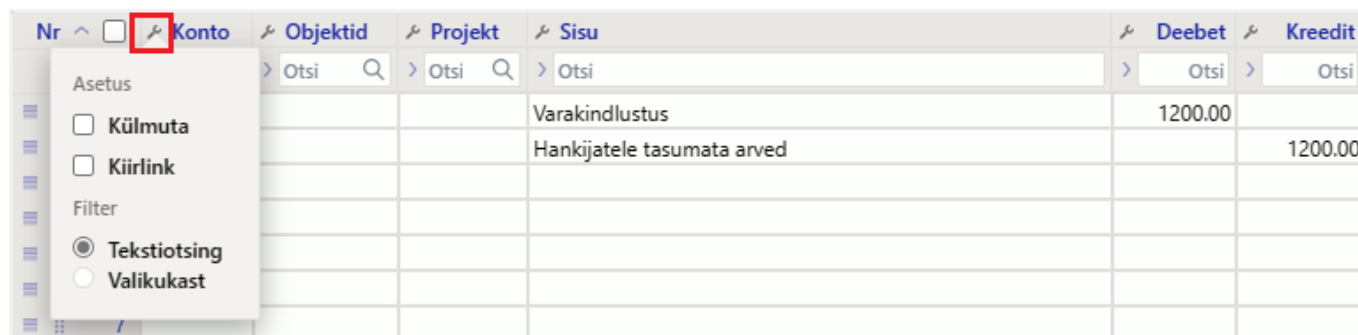 Nr Konto Objektid Projekt Sisu Deebet Kreedit
Otsi Otsi Otsi Otsi Otsi
Asetus
Külmuta
Kiirlink
Filter
Tekstiotsing
Valikukast
Varakindlustus 1200.00
Hankijatele tasumata arved 1200.00
7